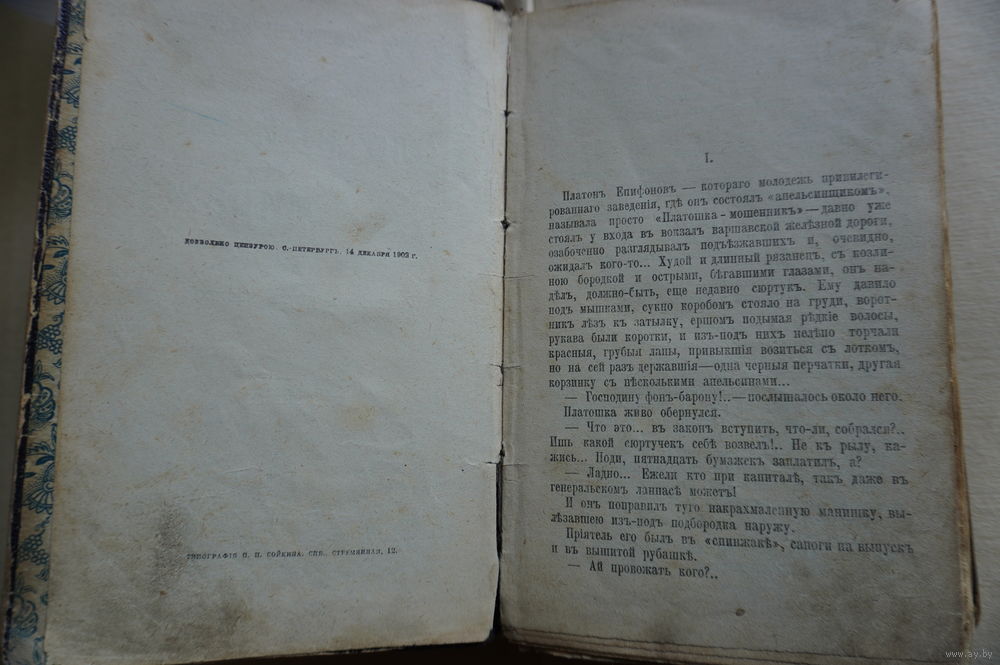 Дозволено цензурою. С.-Петербургъ, 14 декабря 1902 г.
Типографія П. П. Сойкина, Спб., Стремянная, 12.
I.
Платонъ Епифоновъ — котораго молодежь привилеги-
рованнаго заведенія, гдѣ онъ состоялъ «апельсинщикомъ»,
называла просто «Платошка-мошенникъ» — давно уже
стоялъ у входа въ вокзалъ варшавской желѣзной дороги,
озабоченно разглядывалъ подъѣзжавшихъ и, очевидно,
ожидалъ кого-то... Худой и длинный рязанецъ, съ козли-
ною бородкой и острыми, бѣгавшими глазами, онъ на-
дѣлъ, должно-быть, еще недавно сюртукъ. Ему давило
подъ мышками, сукно коробомъ стояло на груди, ворот-
никъ лѣзъ къ затылку, ершомъ подымая рѣдкіе волосы,
рукава были коротки, и изъ-подъ нихъ нелѣпо торчали
красныя, грубыя лапы, привыкшія возиться съ лоткомъ,
но на сей разъ державшія—одна черныя перчатки, другая
корзинку съ нѣсколькими апельсинами...
— Господину фонъ-барону!..—послышалось около него.
Платошка живо обернулся.
— Что это... въ законъ вступить, что-ли, собрался?..
Ишь какой сюртучекъ себѣ возвелъ!.. Не къ рылу, ка-
жись... Поди, пятнадцать бумажекъ заплатилъ, а?
— Ладно... Ежели кто при капиталѣ, такъ даже въ
генеральскомъ лампасѣ можетъ!
И онъ поправилъ туго накрахмаленную манишку, вы-
лѣзавшею изъ-подъ подбородка наружу.
Пріятель его былъ въ «спинжакѣ», сапоги на выпускъ
и въ вышитой рубашкѣ.
— Ай провожать кого?..
www.ay.by